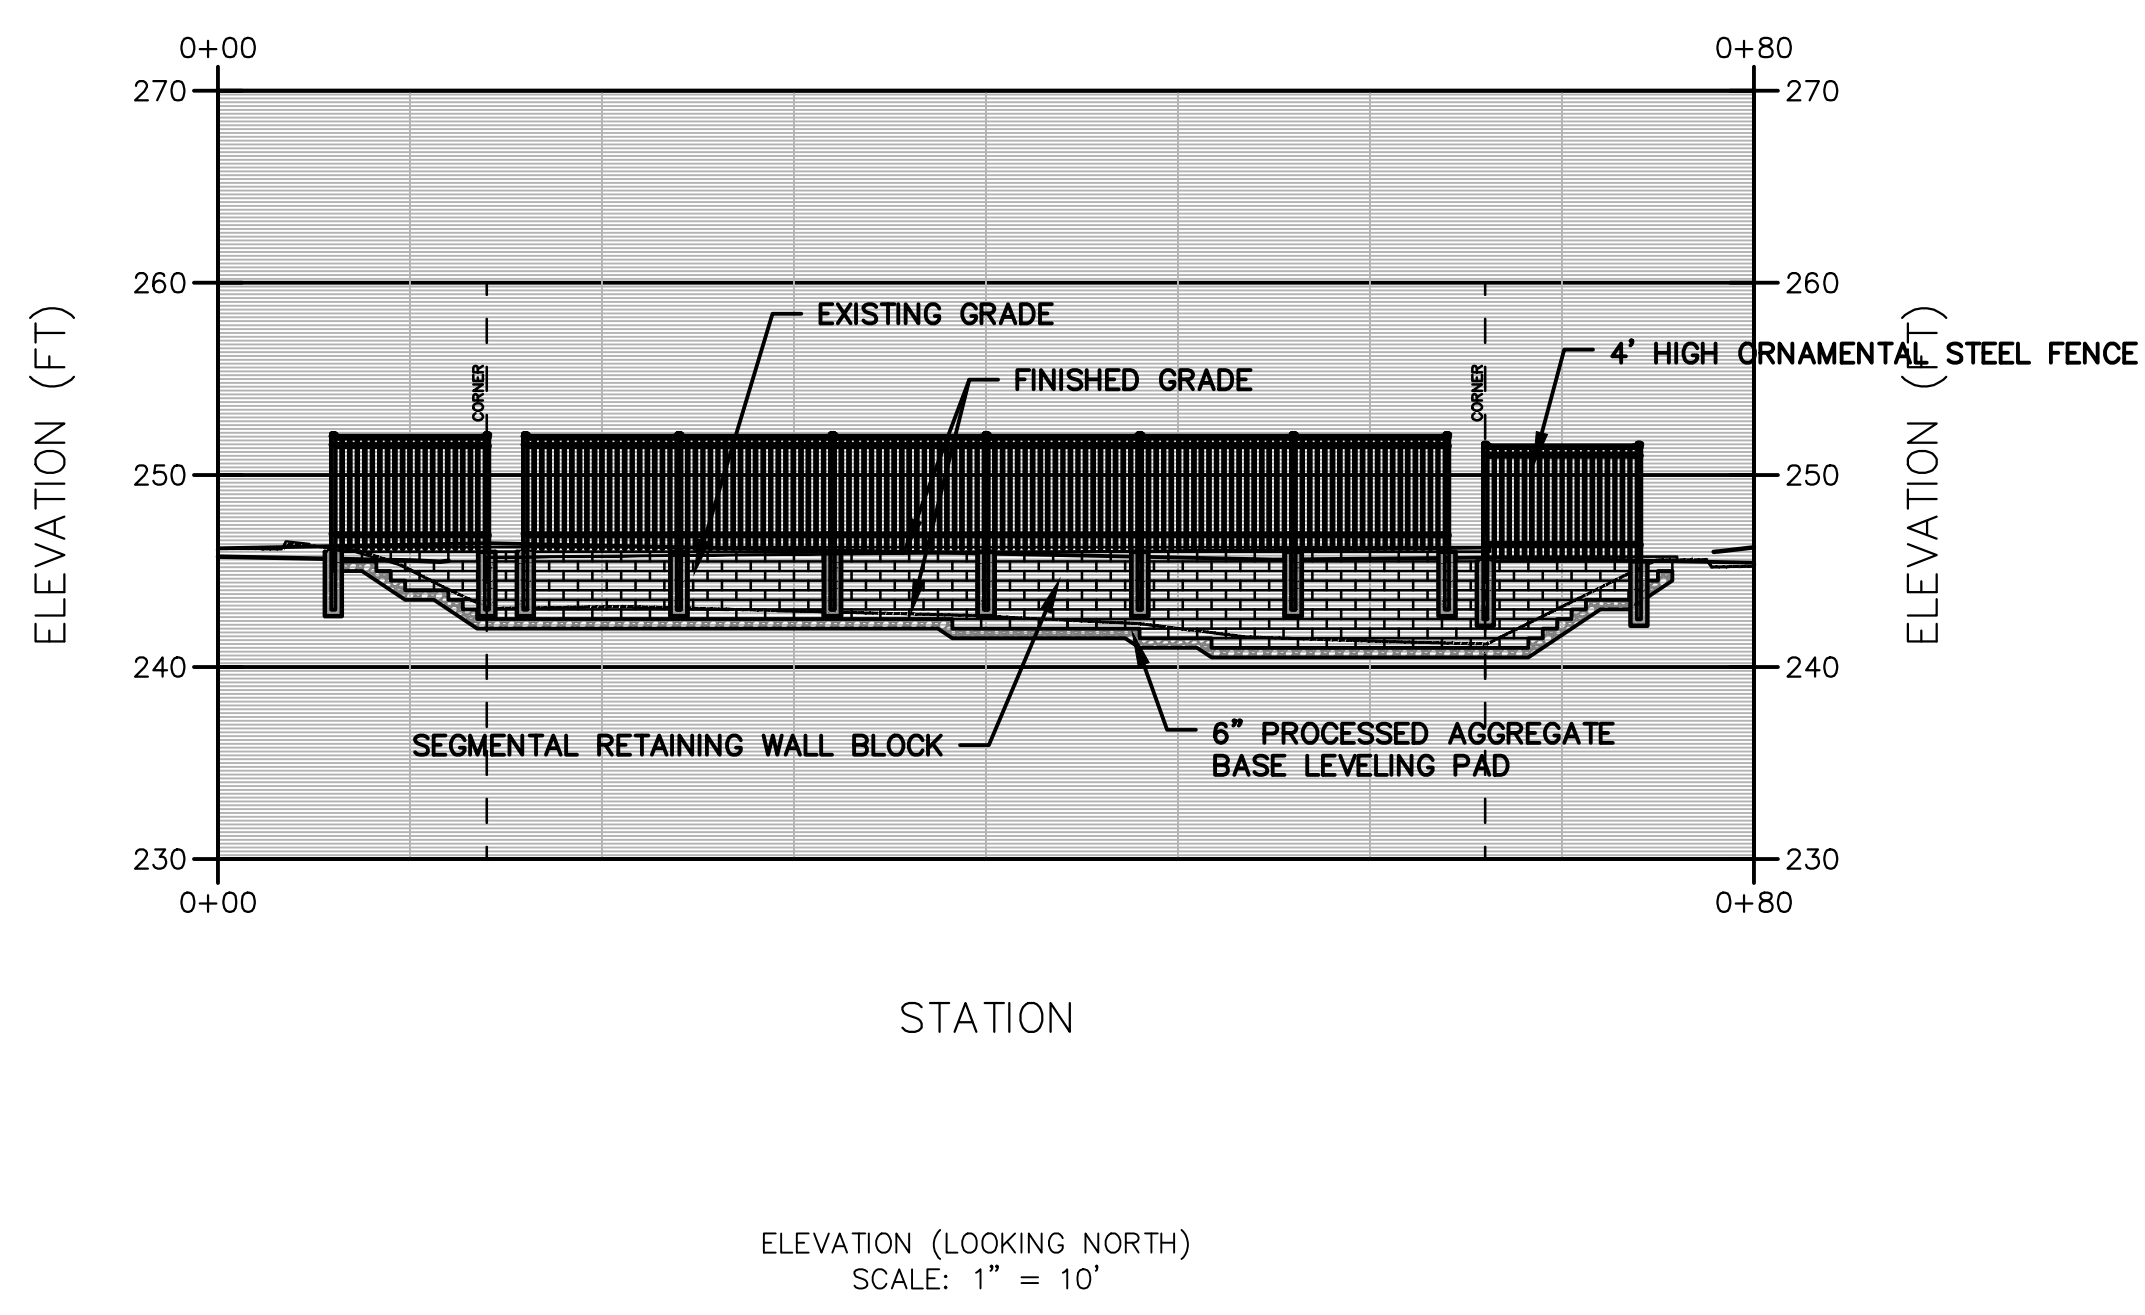 0+00 0+80
270 270
260 260
EXISTING GRADE
4' HIGH ORNAMENTAL STEEL FENCE
FINISHED GRADE
CORNER CORNER
ELEVATION (FT) ELEVATION (FT)
250 250
240 240
6" PROCESSED AGGREGATE
SEGMENTAL RETAINING WALL BLOCK
BASE LEVELING PAD
230 230
0+00 0+80
STATION
ELEVATION (LOOKING NORTH)
SCALE: 1" = 10'